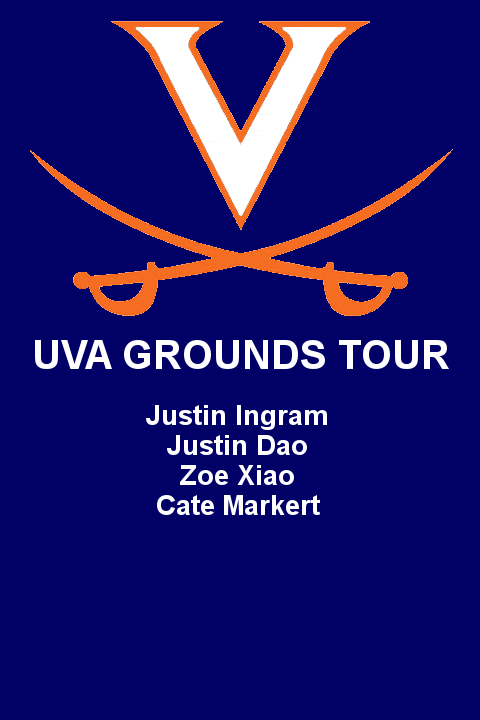 V
UVA GROUNDS TOUR
Justin Ingram
Justin Dao
Zoe Xiao
Cate Markert